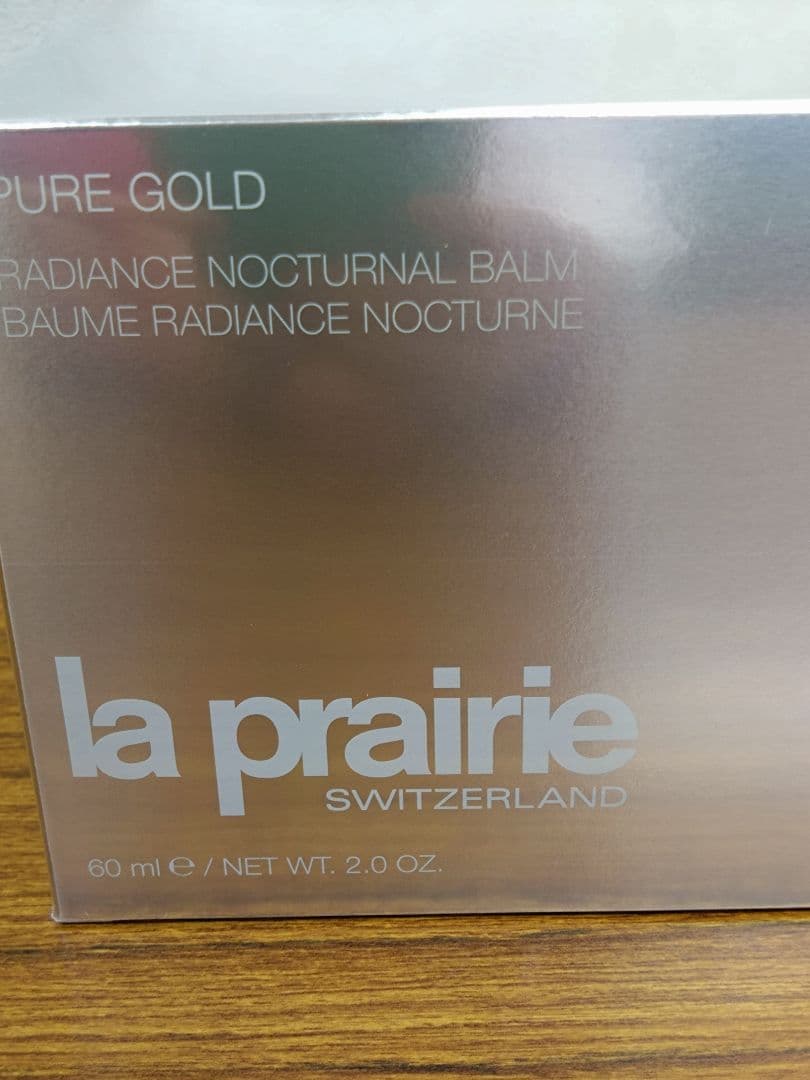 PURE GOLD
RADIANCE NOCTURNAL BALM
BAUME RADIANCE NOCTURNE
la prairie
SWITZERLAND
60 ml ℮ / NET WT. 2.0 OZ.